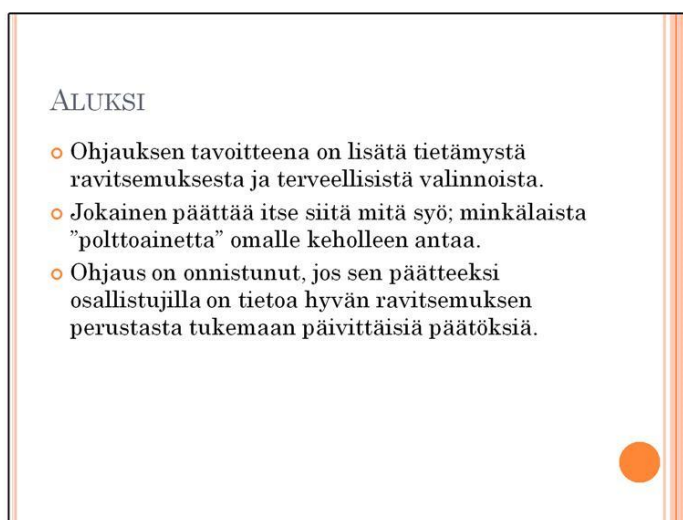 ALUKSI
Ohjauksen tavoitteena on lisätä tietämystä
ravitsemuksesta ja terveellisistä valinnoista.
Jokainen päättää itse siitä mitä syö; minkälaista
”polttoainetta” omalle keholleen antaa.
Ohjaus on onnistunut, jos sen päätteeksi
osallistujilla on tietoa hyvän ravitsemuksen
perustasta tukemaan päivittäisiä päätöksiä.